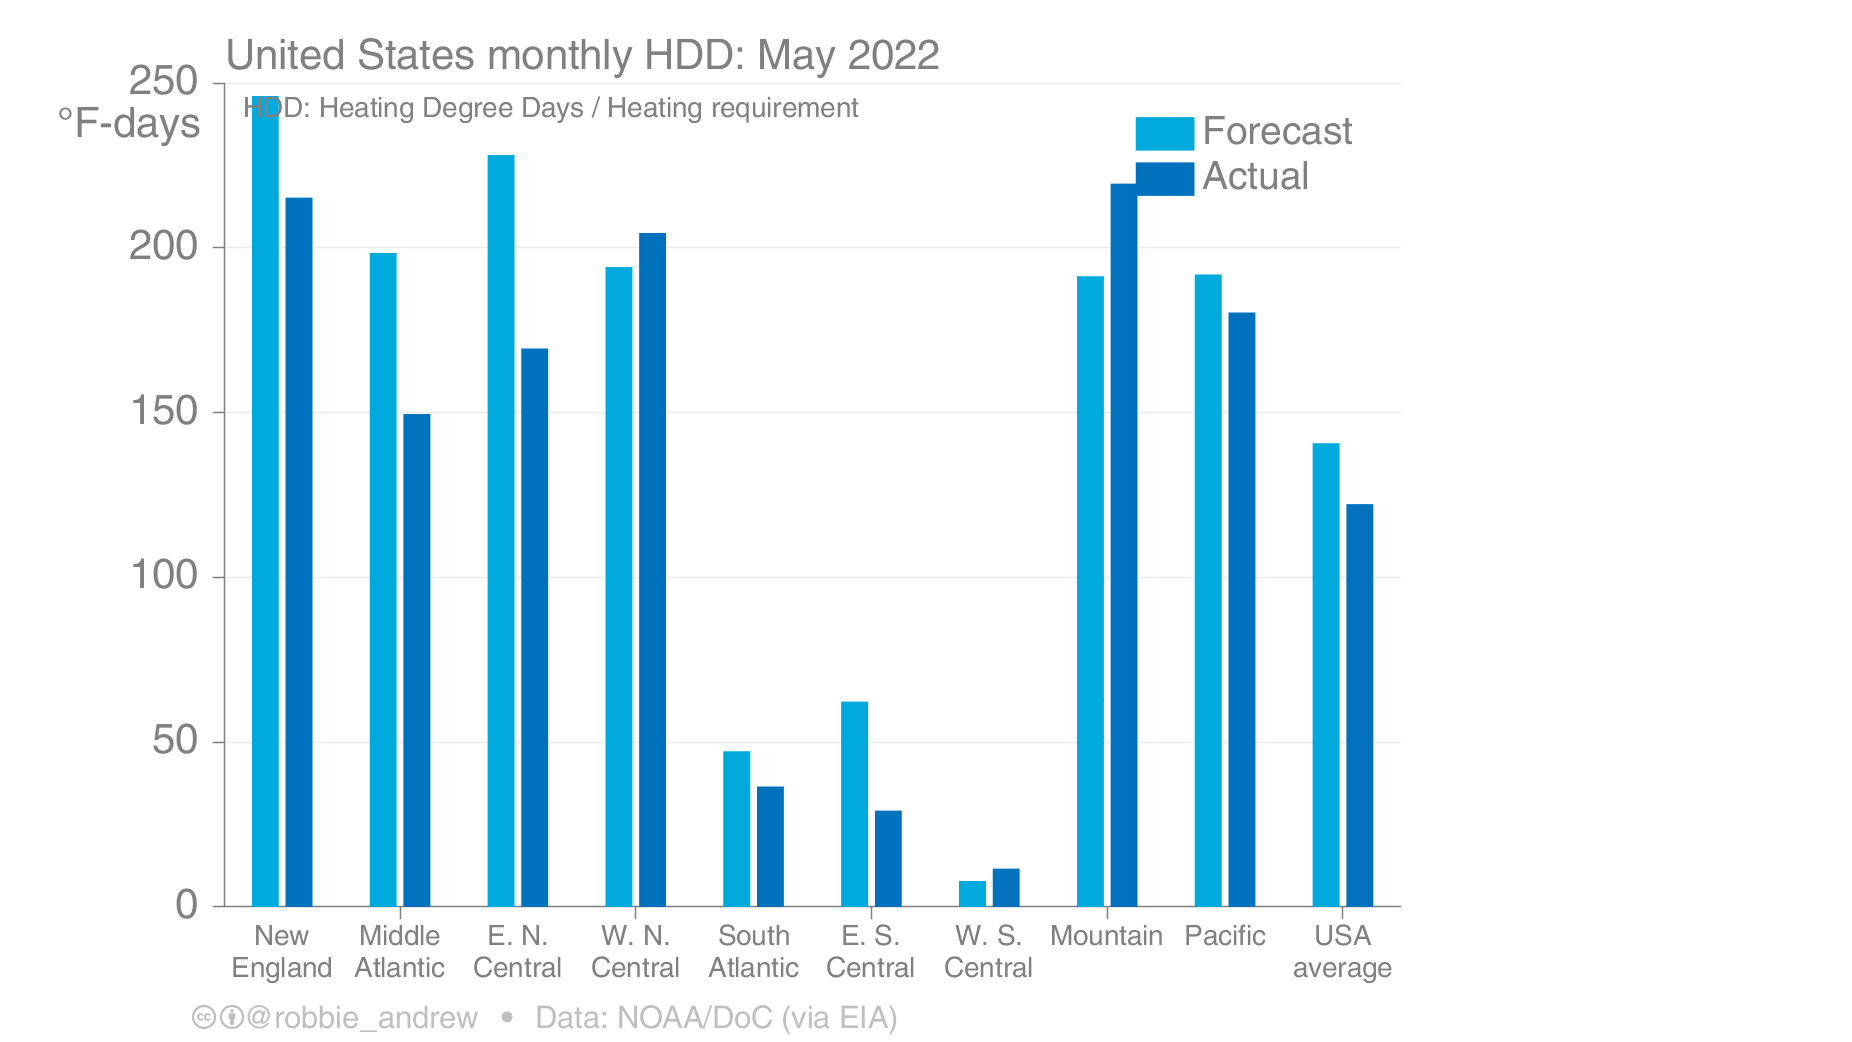 United States monthly HDD: May 2022
250
°F-days
HDD: Heating Degree Days / Heating requirement
Forecast
Actual
200
150
100
50
0
New England
Middle Atlantic
E. N. Central
W. N. Central
South Atlantic
E. S. Central
W. S. Central
Mountain
Pacific
USA average
cc @robbie_andrew • Data: NOAA/DoC (via EIA)